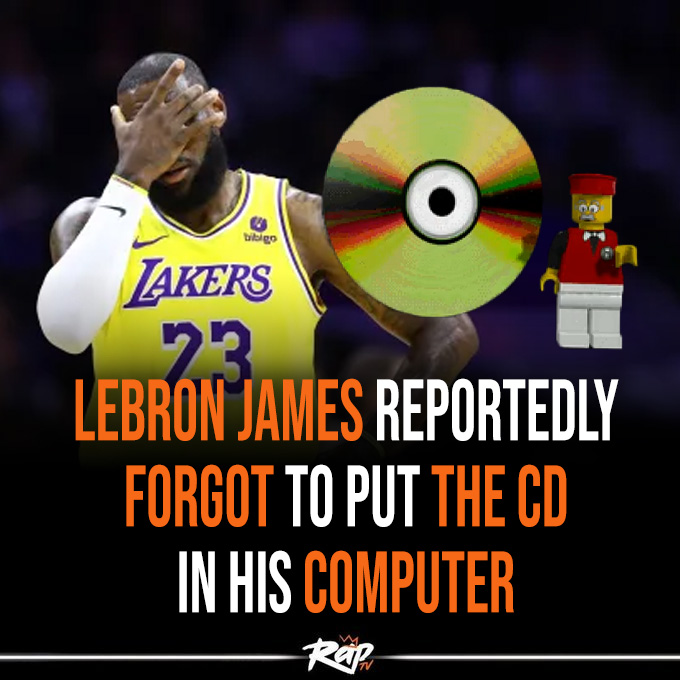 bibigo
LAKERS
23
LEBRON JAMES REPORTEDLY
FORGOT TO PUT THE CD
IN HIS COMPUTER
Rap
TV